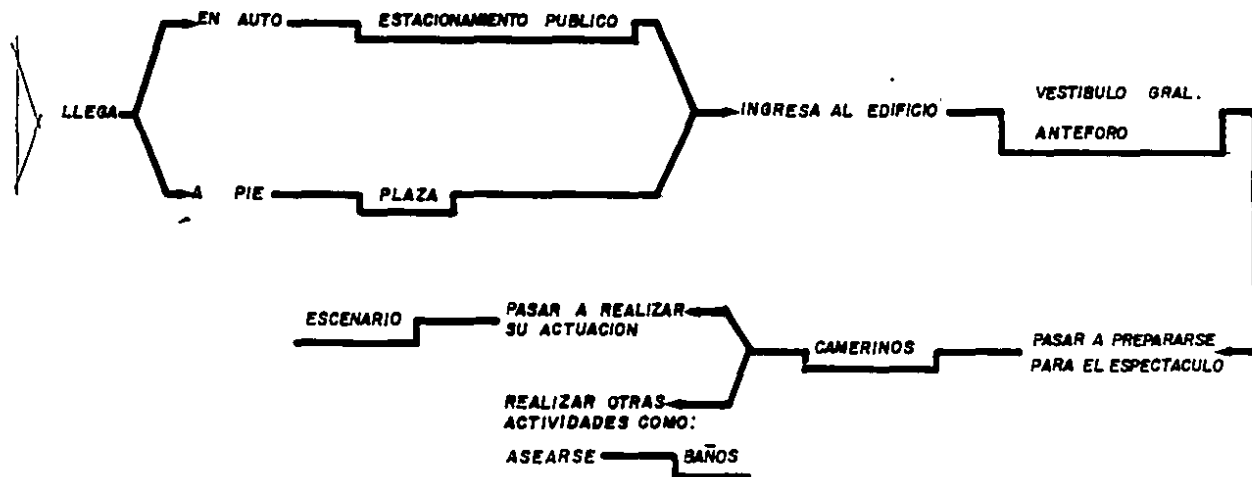 EN AUTO
ESTACIONAMIENTO PUBLICO
LLEGA
A PIE
PLAZA
INGRESA AL EDIFICIO
VESTIBULO GRAL.
ANTEFORO
PASAR A PREPARARSE
PARA EL ESPECTACULO
CAMERINOS
PASAR A REALIZAR
SU ACTUACION
ESCENARIO
REALIZAR OTRAS
ACTIVIDADES COMO:
ASEARSE
BAÑOS